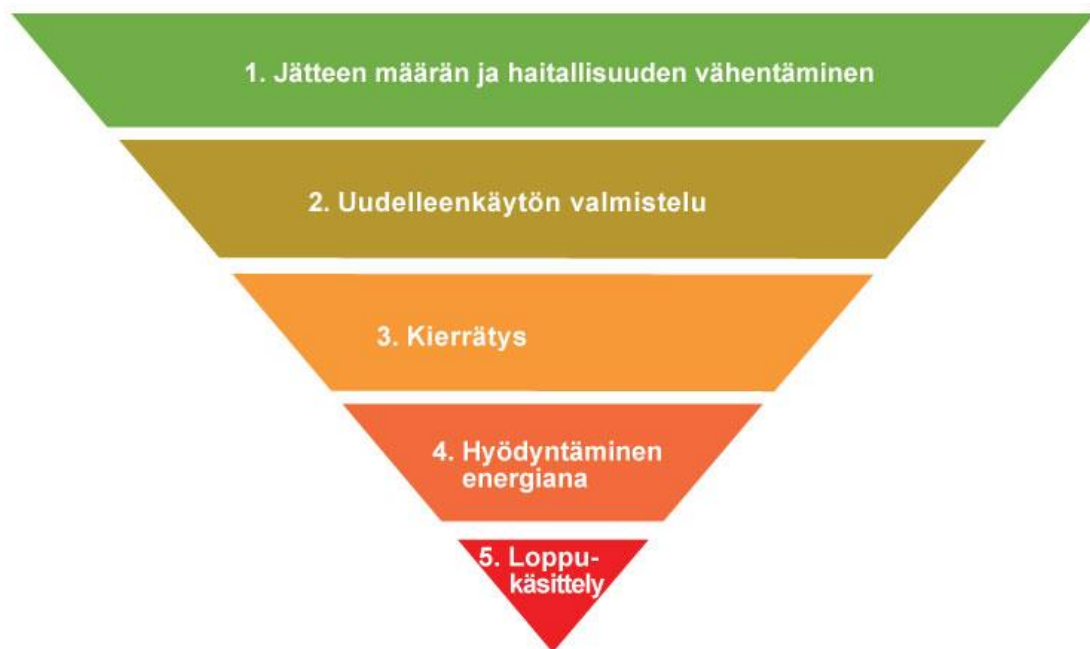 1. Jätteen määrän ja haitallisuuden vähentäminen
2. Uudelleenkäytön valmistelu
3. Kierrätys
4. Hyödyntäminen
energiana
5. Loppu-
käsittely